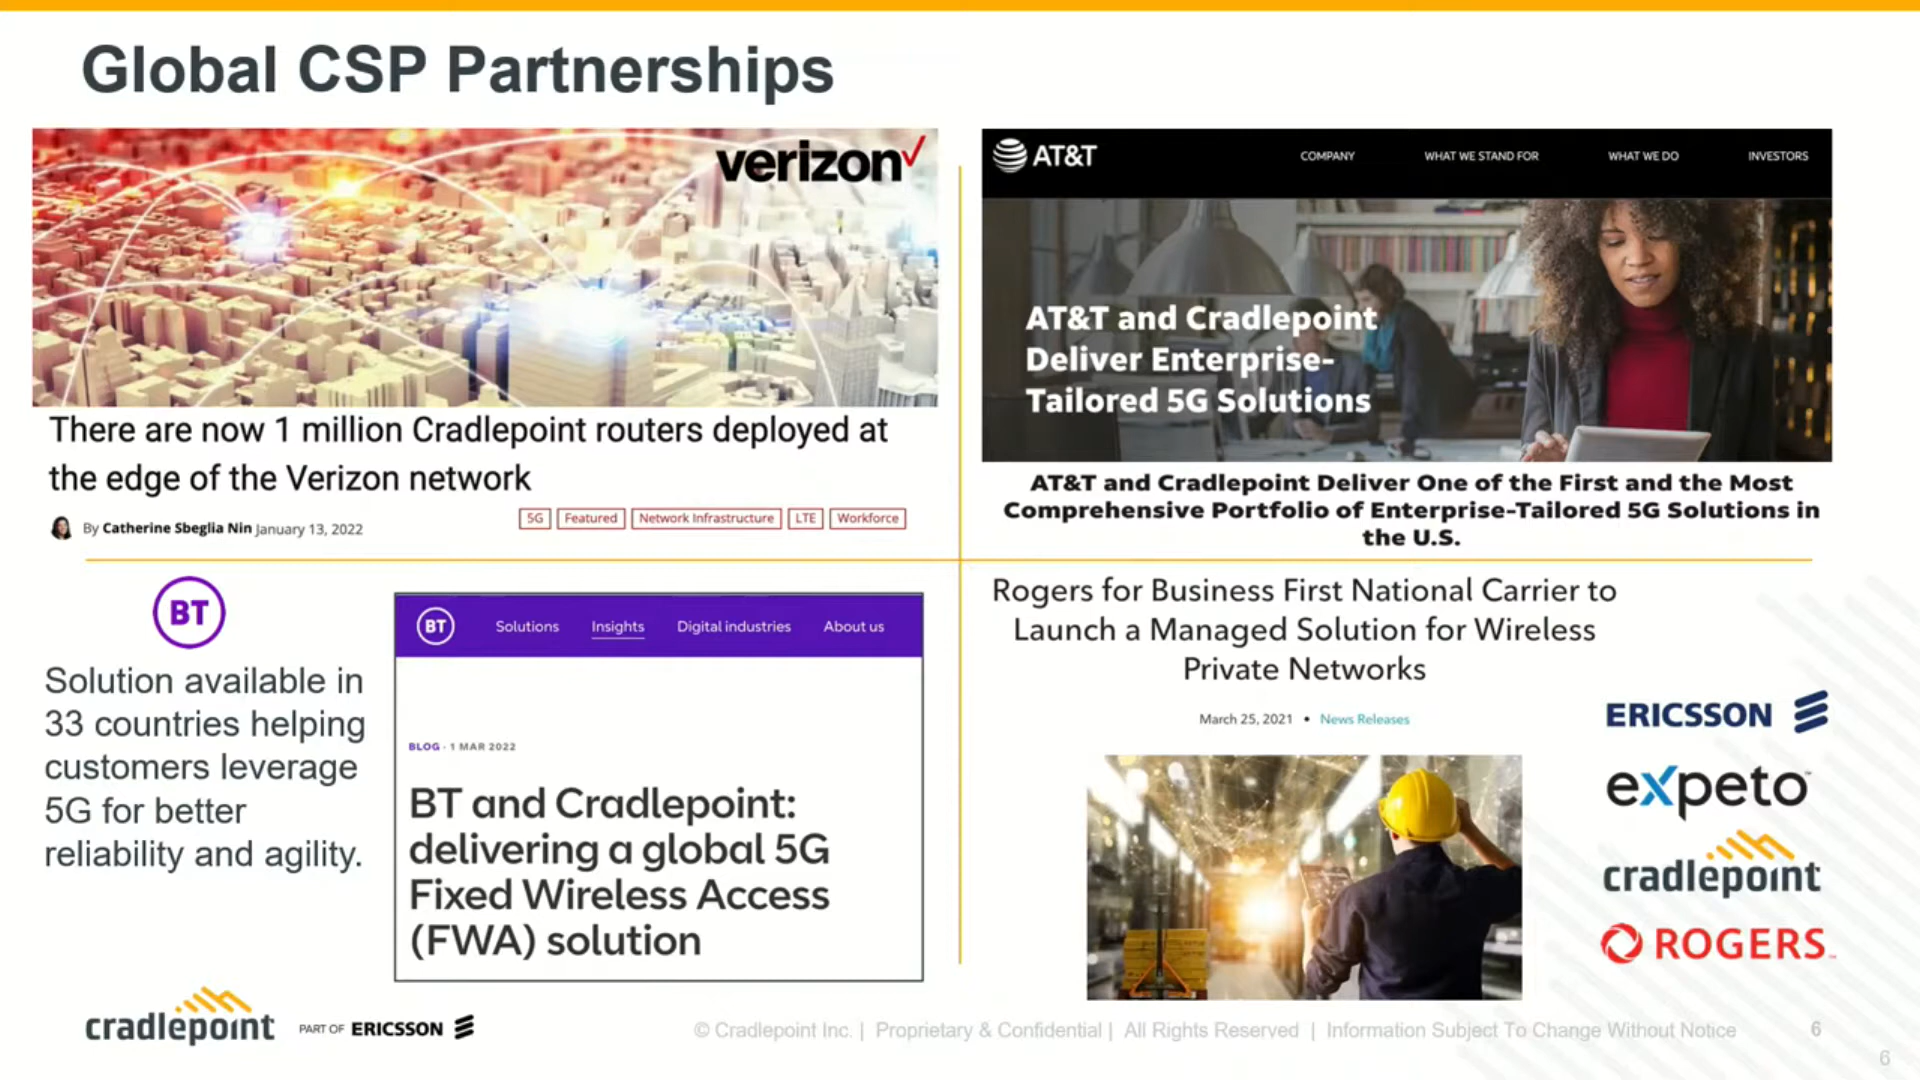 Global CSP Partnerships
verizon
There are now 1 million Cradlepoint routers deployed at
the edge of the Verizon network
By Catherine Sbeglia Nin January 13, 2022
5G Featured Network Infrastructure LTE Workforce
AT&T COMPANY WHAT WE STAND FOR WHAT WE DO INVESTORS
AT&T and Cradlepoint
Deliver Enterprise-
Tailored 5G Solutions
AT&T and Cradlepoint Deliver One of the First and the Most
Comprehensive Portfolio of Enterprise-Tailored 5G Solutions in
the U.S.
BT
Solution available in
33 countries helping
customers leverage
5G for better
reliability and agility.
BT Solutions Insights Digital industries About us
BLOG · 1 MAR 2022
BT and Cradlepoint:
delivering a global 5G
Fixed Wireless Access
(FWA) solution
Rogers for Business First National Carrier to
Launch a Managed Solution for Wireless
Private Networks
March 25, 2021 • News Releases
ERICSSON
expeto
cradlepoint
ROGERS
cradlepoint PART OF ERICSSON
© Cradlepoint Inc. | Proprietary & Confidential | All Rights Reserved | Information Subject To Change Without Notice 6
6